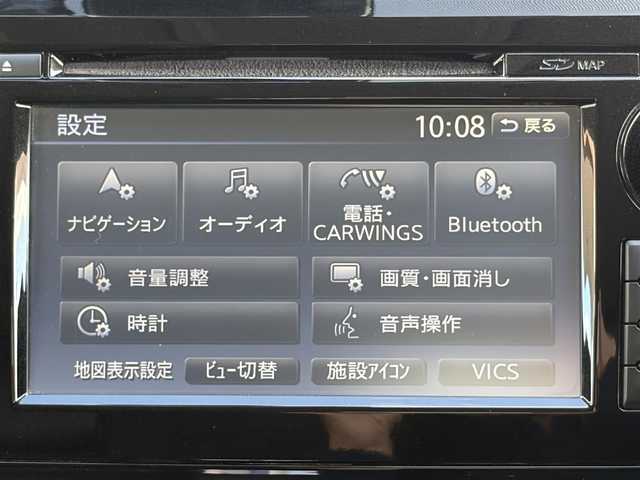 SD MAP
設定
10:08
戻る
ナビゲーション
オーディオ
電話・
CARWINGS
Bluetooth
音量調整
画質・画面消し
時計
音声操作
地図表示設定
ビュー切替
施設アイコン
VICS